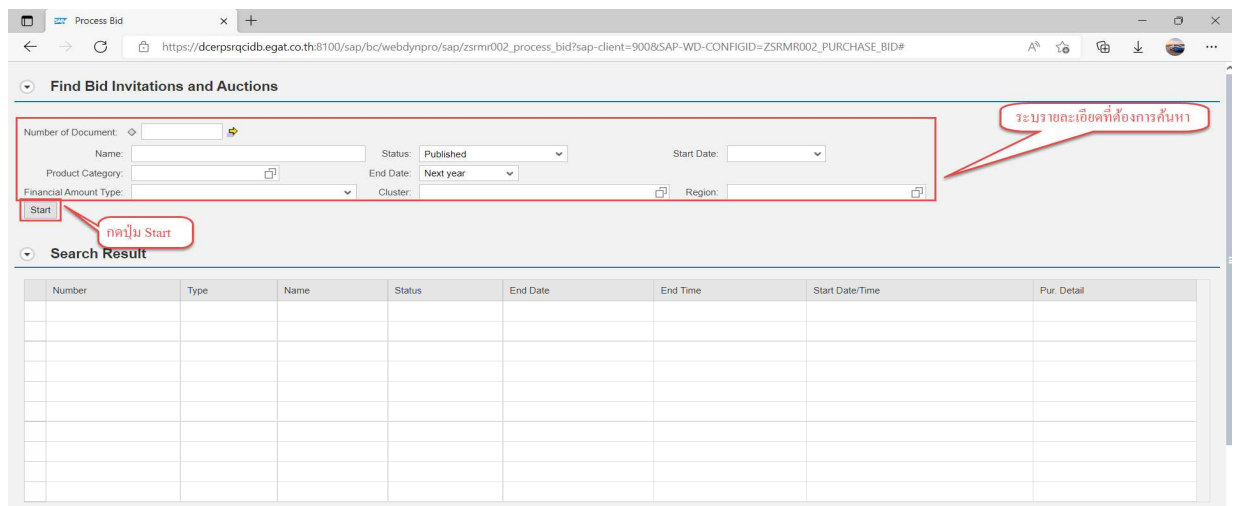 SAP Process Bid
https://dcerpsrqcidb.egat.co.th:8100/sap/bc/webdynpro/sap/zsrmr002_process_bid?sap-client=900&SAP-WD-CONFIGID=ZSRMR002_PURCHASE_BID#
Find Bid Invitations and Auctions
ระบุรายละเอียดที่ต้องการค้นหา
Number of Document:
Name: Status: Published Start Date:
Product Category: End Date: Next year
Financial Amount Type: Cluster: Region:
Start
กดปุ่ม Start
Search Result
Number Type Name Status End Date End Time Start Date/Time Pur. Detail